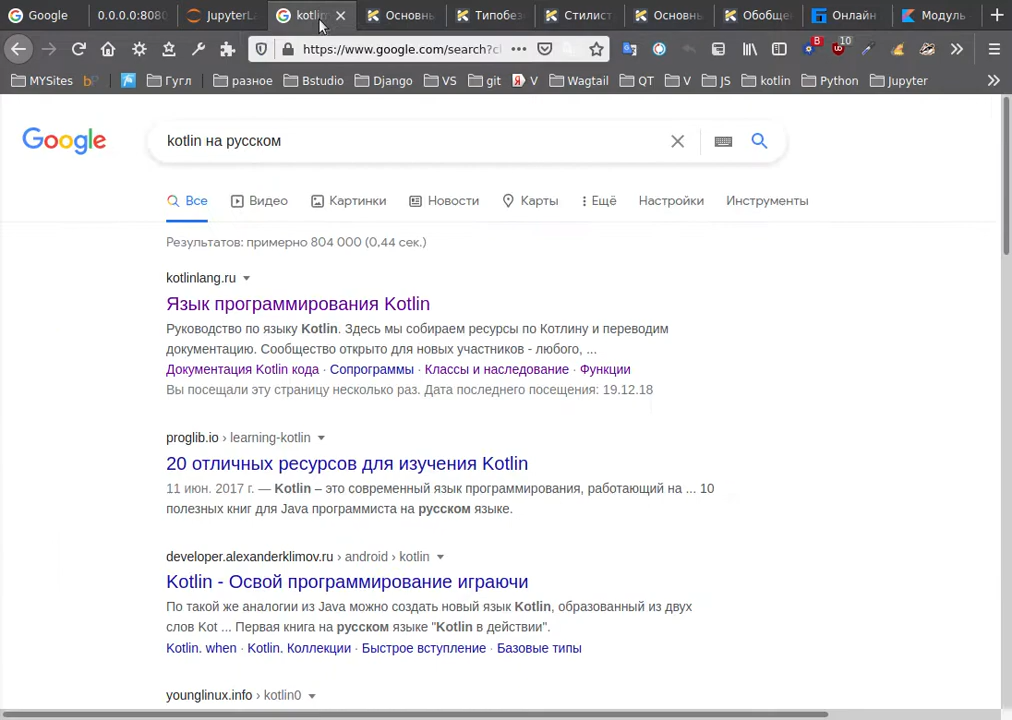 Google 0.0.0.0:8080 JupyterLa kotlin Основны Типобез Стилист Основны Обобще Онлайн Модуль
https://www.google.com/search?cl B 10
MYSites Гугл разное Bstudio Django VS git Я V Wagtail QT V JS kotlin Python Jupyter
Google kotlin на русском
Все Видео Картинки Новости Карты Ещё Настройки Инструменты
Результатов: примерно 804 000 (0,44 сек.)
kotlinlang.ru
Язык программирования Kotlin
Руководство по языку Kotlin. Здесь мы собираем ресурсы по Котлину и переводим
документацию. Сообщество открыто для новых участников - любого, ...
Документация Kotlin кода · Сопрограммы · Классы и наследование · Функции
Вы посещали эту страницу несколько раз. Дата последнего посещения: 19.12.18
proglib.io › learning-kotlin
20 отличных ресурсов для изучения Kotlin
11 июн. 2017 г. — Kotlin – это современный язык программирования, работающий на ... 10
полезных книг для Java программиста на русском языке.
developer.alexanderklimov.ru › android › kotlin
Kotlin - Освой программирование играючи
По такой же аналогии из Java можно создать новый язык Kotlin, образованный из двух
слов Kot ... Первая книга на русском языке "Kotlin в действии".
Kotlin. when · Kotlin. Коллекции · Быстрое вступление · Базовые типы
younglinux.info › kotlin0